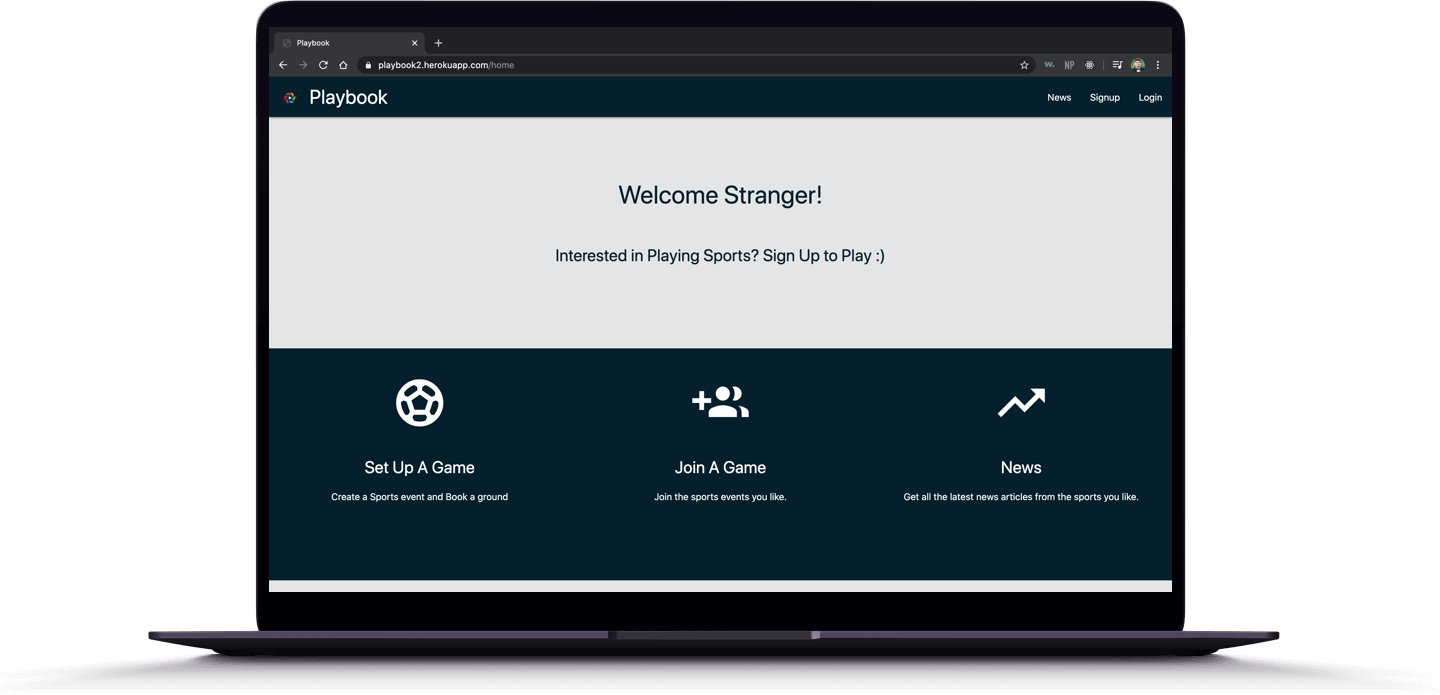 Playbook
playbook2.herokuapp.com/home
w. NP
Playbook
News Signup Login
Welcome Stranger!
Interested in Playing Sports? Sign Up to Play :)
Set Up A Game
Join A Game
News
Create a Sports event and Book a ground
Join the sports events you like.
Get all the latest news articles from the sports you like.